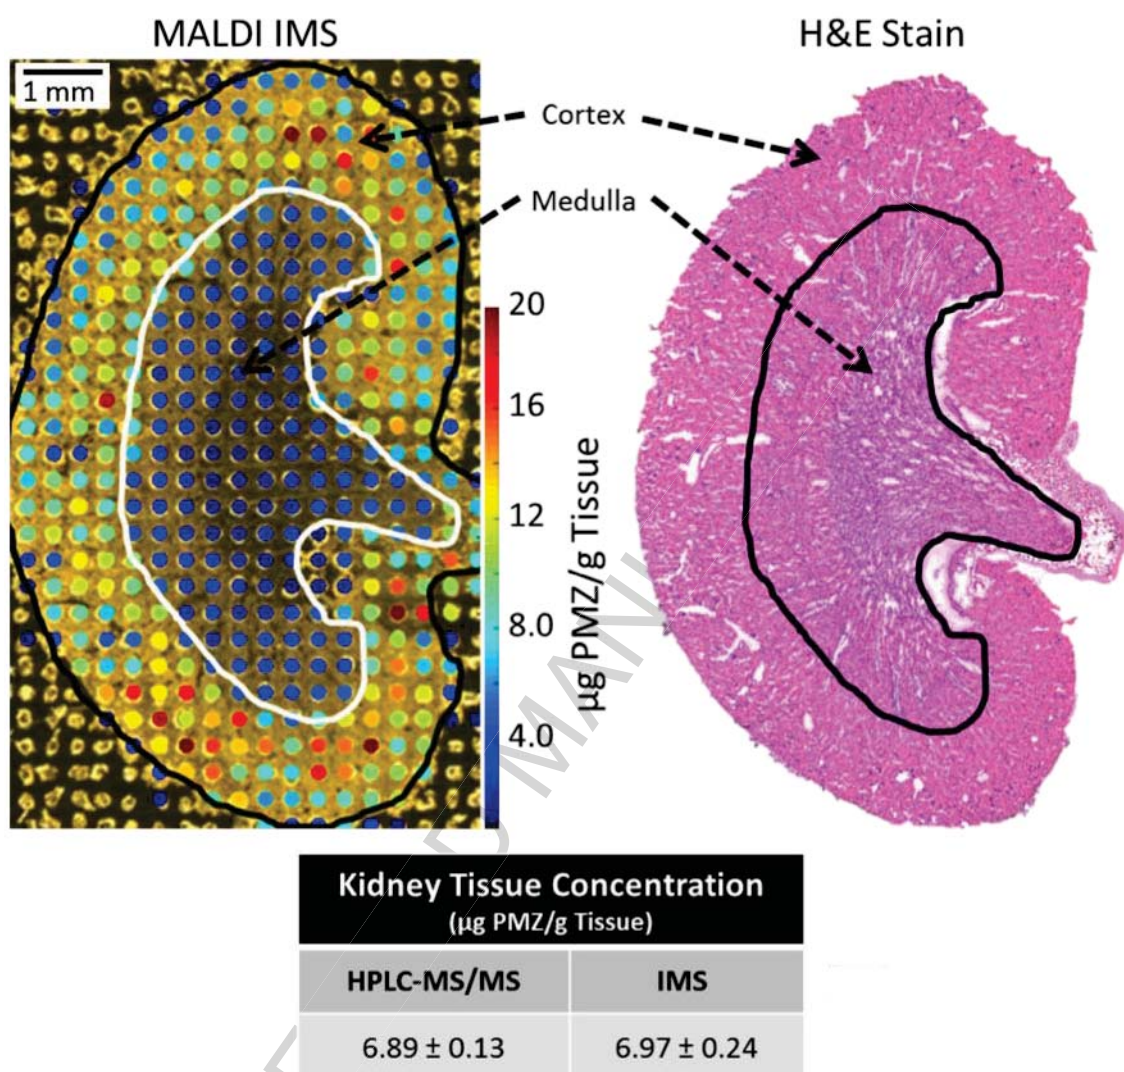 MALDI IMS
H&E Stain
1 mm
Cortex
Medulla
20
16
12
8.0
4.0
µg PMZ/g Tissue
Kidney Tissue Concentration
(µg PMZ/g Tissue)
HPLC-MS/MS IMS
6.89 ± 0.13 6.97 ± 0.24